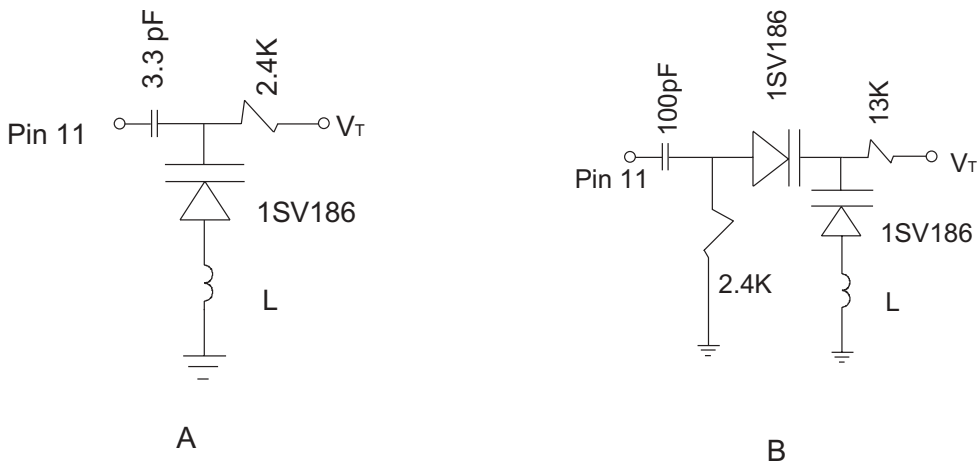 3.3 pF
2.4K
Pin 11
VT
1SV186
L
A
100pF
1SV186
13K
Pin 11
VT
1SV186
2.4K
L
B